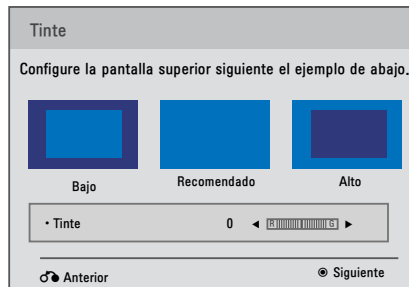 Tinte
Configure la pantalla superior siguiente el ejemplo de abajo.
Bajo
Recomendado
Alto
• Tinte 0 ◄ R G ►
Anterior
◉ Siguiente